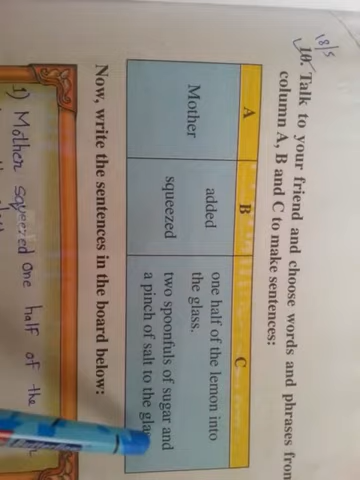 18/5
10. Talk to your friend and choose words and phrases from
column A, B and C to make sentences:
A B C
added one half of the lemon into
the glass.
Mother squeezed two spoonfuls of sugar and
a pinch of salt to the
Now, write the sentences in the board below:
1) Mother sqeezed one half of the